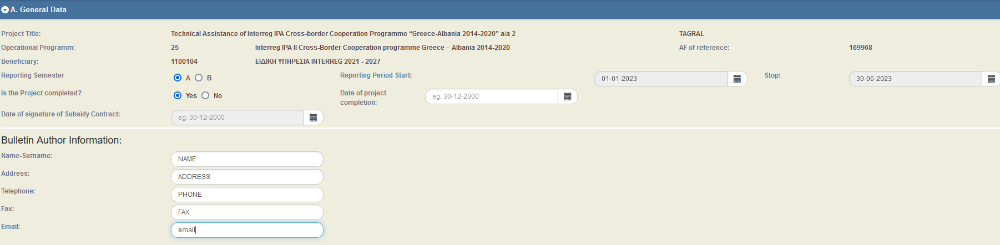 A. General Data
Project Title: Technical Assistance of Interreg IPA Cross-border Cooperation Programme “Greece-Albania 2014-2020" a/a 2 TAGRAL
Operational Programm: 25 Interreg IPA II Cross-Border Cooperation programme Greece – Albania 2014-2020 AF of reference: 169968
Beneficiary: 1100104 ΕΙΔΙΚΗ ΥΠΗΡΕΣΙΑ INTERREG 2021 - 2027
Reporting Semester A B Reporting Period Start: 01-01-2023 Stop: 30-06-2023
Is the Project completed? Yes No Date of project completion: eg: 30-12-2000
Date of signature of Subsidy Contract: eg: 30-12-2000
Bulletin Author Information:
Name-Surname: NAME
Address: ADDRESS
Telephone: PHONE
Fax: FAX
Email: email